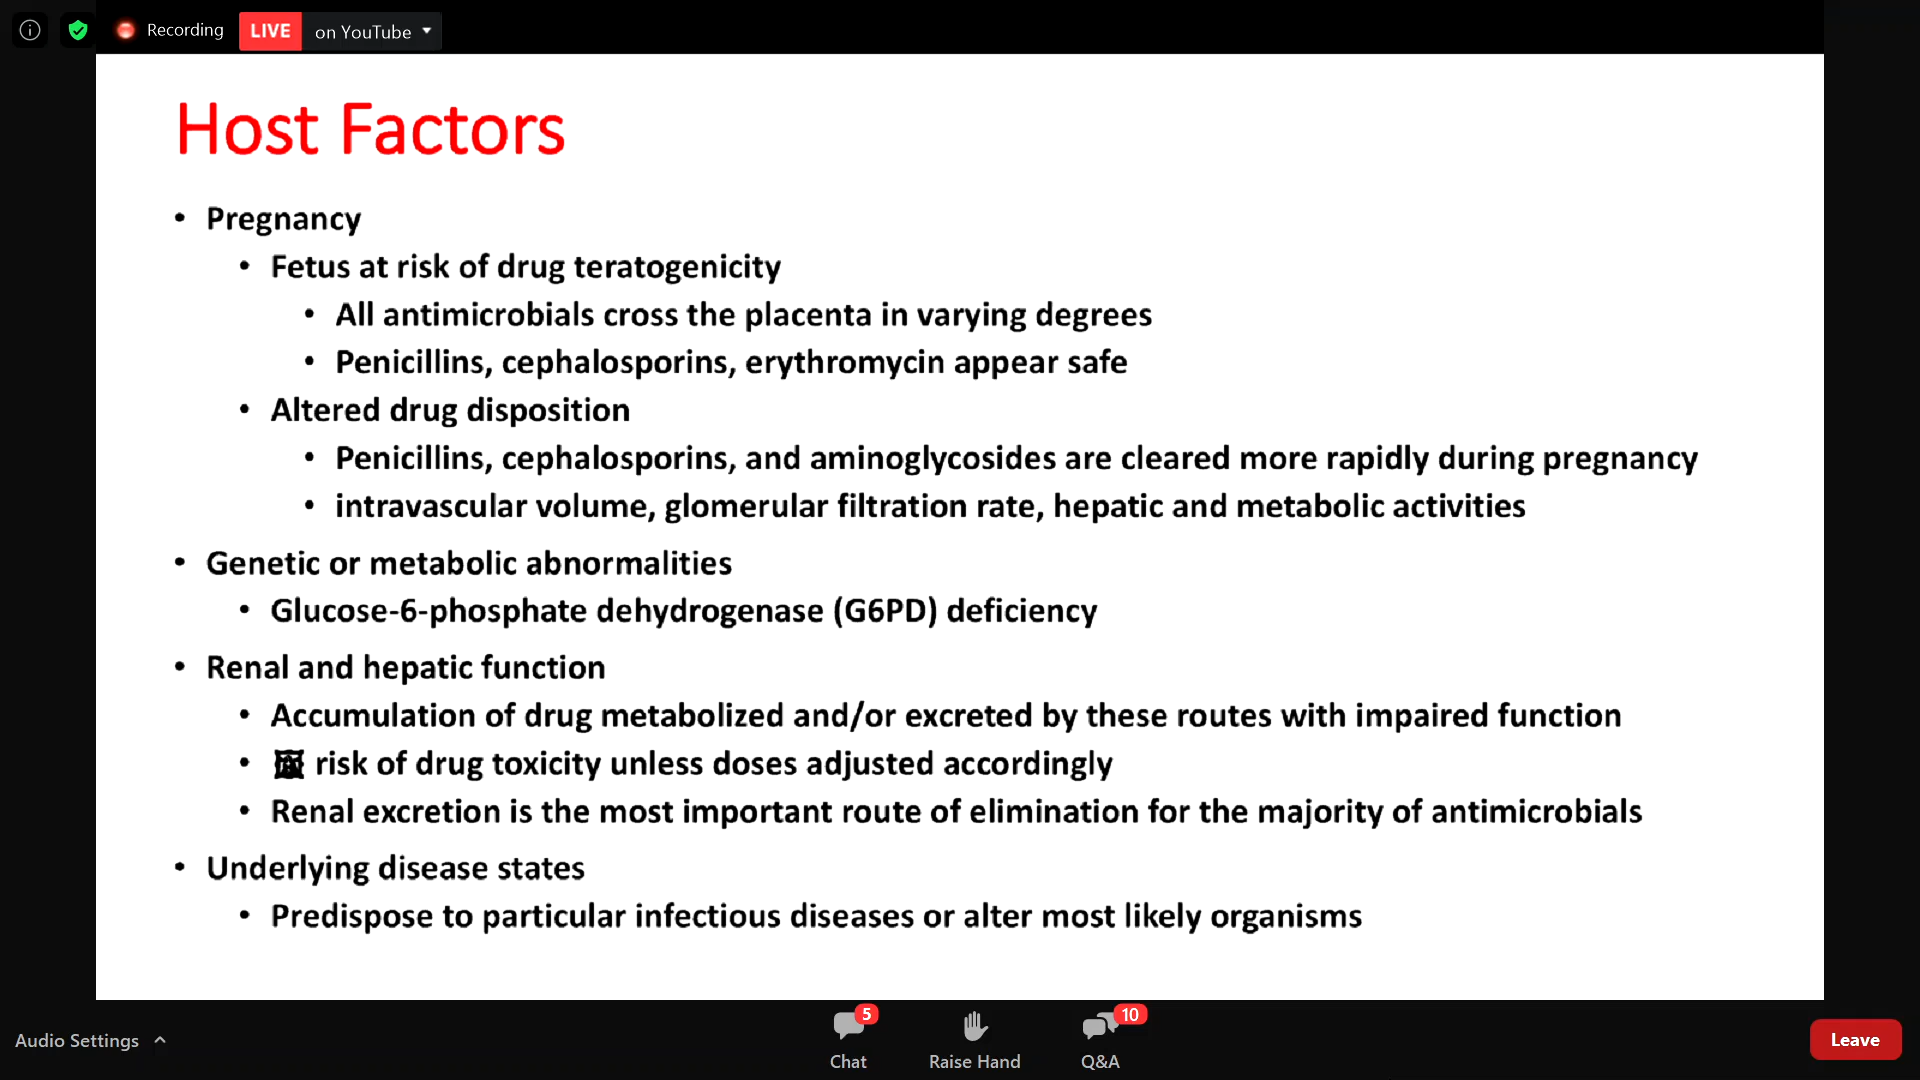 Recording LIVE on YouTube
Host Factors
• Pregnancy
• Fetus at risk of drug teratogenicity
• All antimicrobials cross the placenta in varying degrees
• Penicillins, cephalosporins, erythromycin appear safe
• Altered drug disposition
• Penicillins, cephalosporins, and aminoglycosides are cleared more rapidly during pregnancy
• intravascular volume, glomerular filtration rate, hepatic and metabolic activities
• Genetic or metabolic abnormalities
• Glucose-6-phosphate dehydrogenase (G6PD) deficiency
• Renal and hepatic function
• Accumulation of drug metabolized and/or excreted by these routes with impaired function
• risk of drug toxicity unless doses adjusted accordingly
• Renal excretion is the most important route of elimination for the majority of antimicrobials
• Underlying disease states
• Predispose to particular infectious diseases or alter most likely organisms
5 10
Audio Settings Chat Raise Hand Q&A Leave